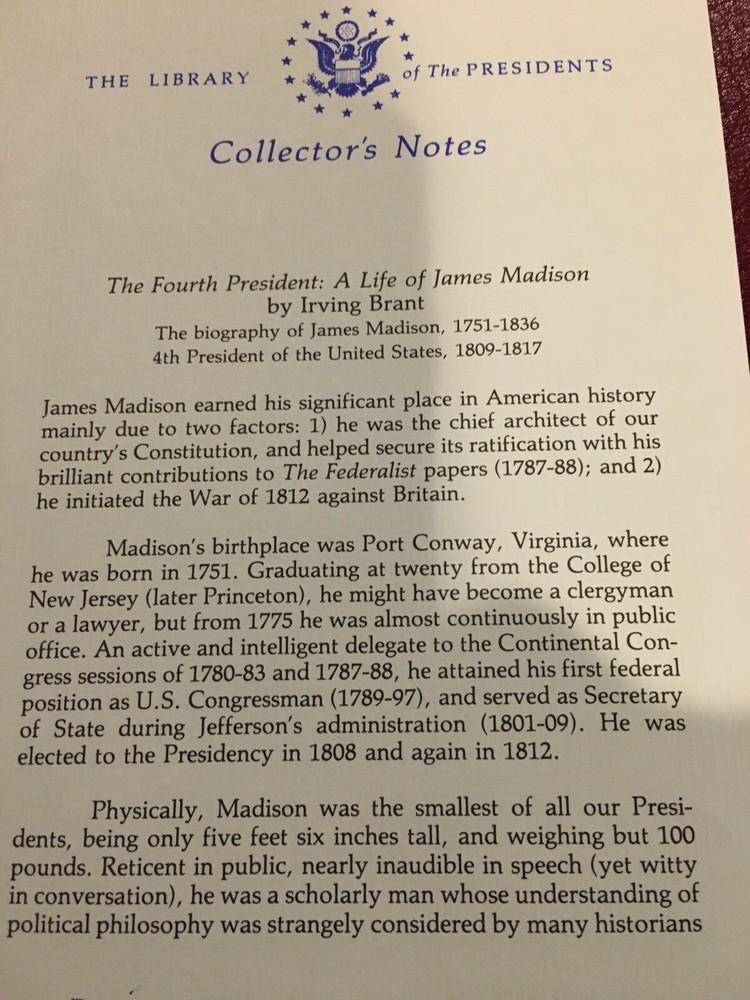 THE LIBRARY of The PRESIDENTS
Collector's Notes
The Fourth President: A Life of James Madison
by Irving Brant
The biography of James Madison, 1751-1836
4th President of the United States, 1809-1817
James Madison earned his significant place in American history
mainly due to two factors: 1) he was the chief architect of our
country's Constitution, and helped secure its ratification with his
brilliant contributions to The Federalist papers (1787-88); and 2)
he initiated the War of 1812 against Britain.
Madison's birthplace was Port Conway, Virginia, where
he was born in 1751. Graduating at twenty from the College of
New Jersey (later Princeton), he might have become a clergyman
or a lawyer, but from 1775 he was almost continuously in public
office. An active and intelligent delegate to the Continental Con-
gress sessions of 1780-83 and 1787-88, he attained his first federal
position as U.S. Congressman (1789-97), and served as Secretary
of State during Jefferson's administration (1801-09). He was
elected to the Presidency in 1808 and again in 1812.
Physically, Madison was the smallest of all our Presi-
dents, being only five feet six inches tall, and weighing but 100
pounds. Reticent in public, nearly inaudible in speech (yet witty
in conversation), he was a scholarly man whose understanding of
political philosophy was strangely considered by many historians